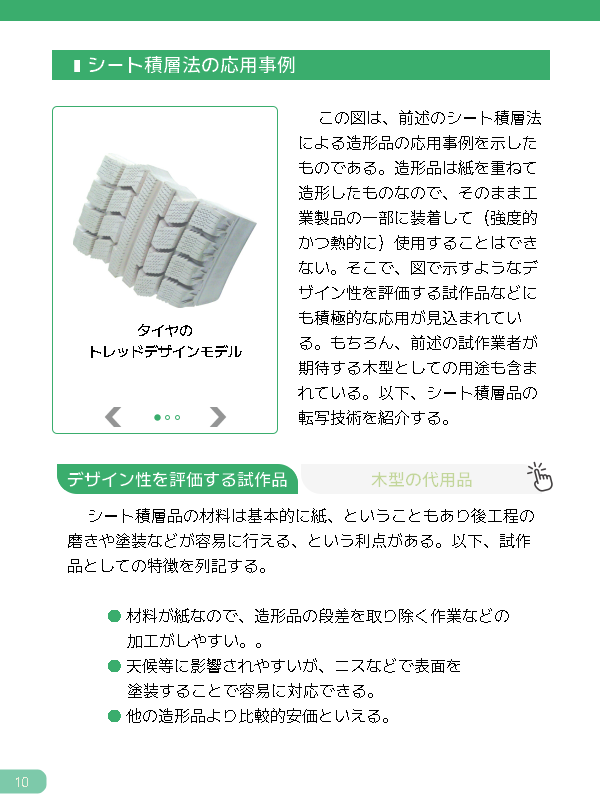 シート積層法の応用事例
この図は、前述のシート積層法
による造形品の応用事例を示した
ものである。造形品は紙を重ねて
造形したものなので、そのまま工
業製品の一部に装着して（強度的
かつ熱的に）使用することはでき
ない。そこで、図で示すようなデ
ザイン性を評価する試作品などに
も積極的な応用が見込まれてい
る。もちろん、前述の試作業者が
期待する木型としての用途も含ま
れている。以下、シート積層品の
転写技術を紹介する。
タイヤの
トレッドデザインモデル
デザイン性を評価する試作品
木型の代用品
シート積層品の材料は基本的に紙、ということもあり後工程の
磨きや塗装などが容易に行える、という利点がある。以下、試作
品としての特徴を列記する。
● 材料が紙なので、造形品の段差を取り除く作業などの
加工がしやすい。。
● 天候等に影響されやすいが、ニスなどで表面を
塗装することで容易に対応できる。
● 他の造形品より比較的安価といえる。
10